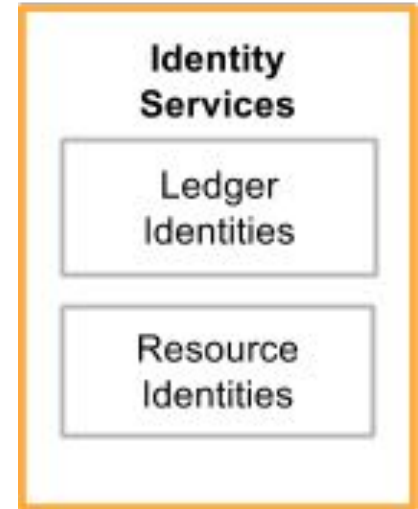 Identity
Services
Ledger
Identities
Resource
Identities